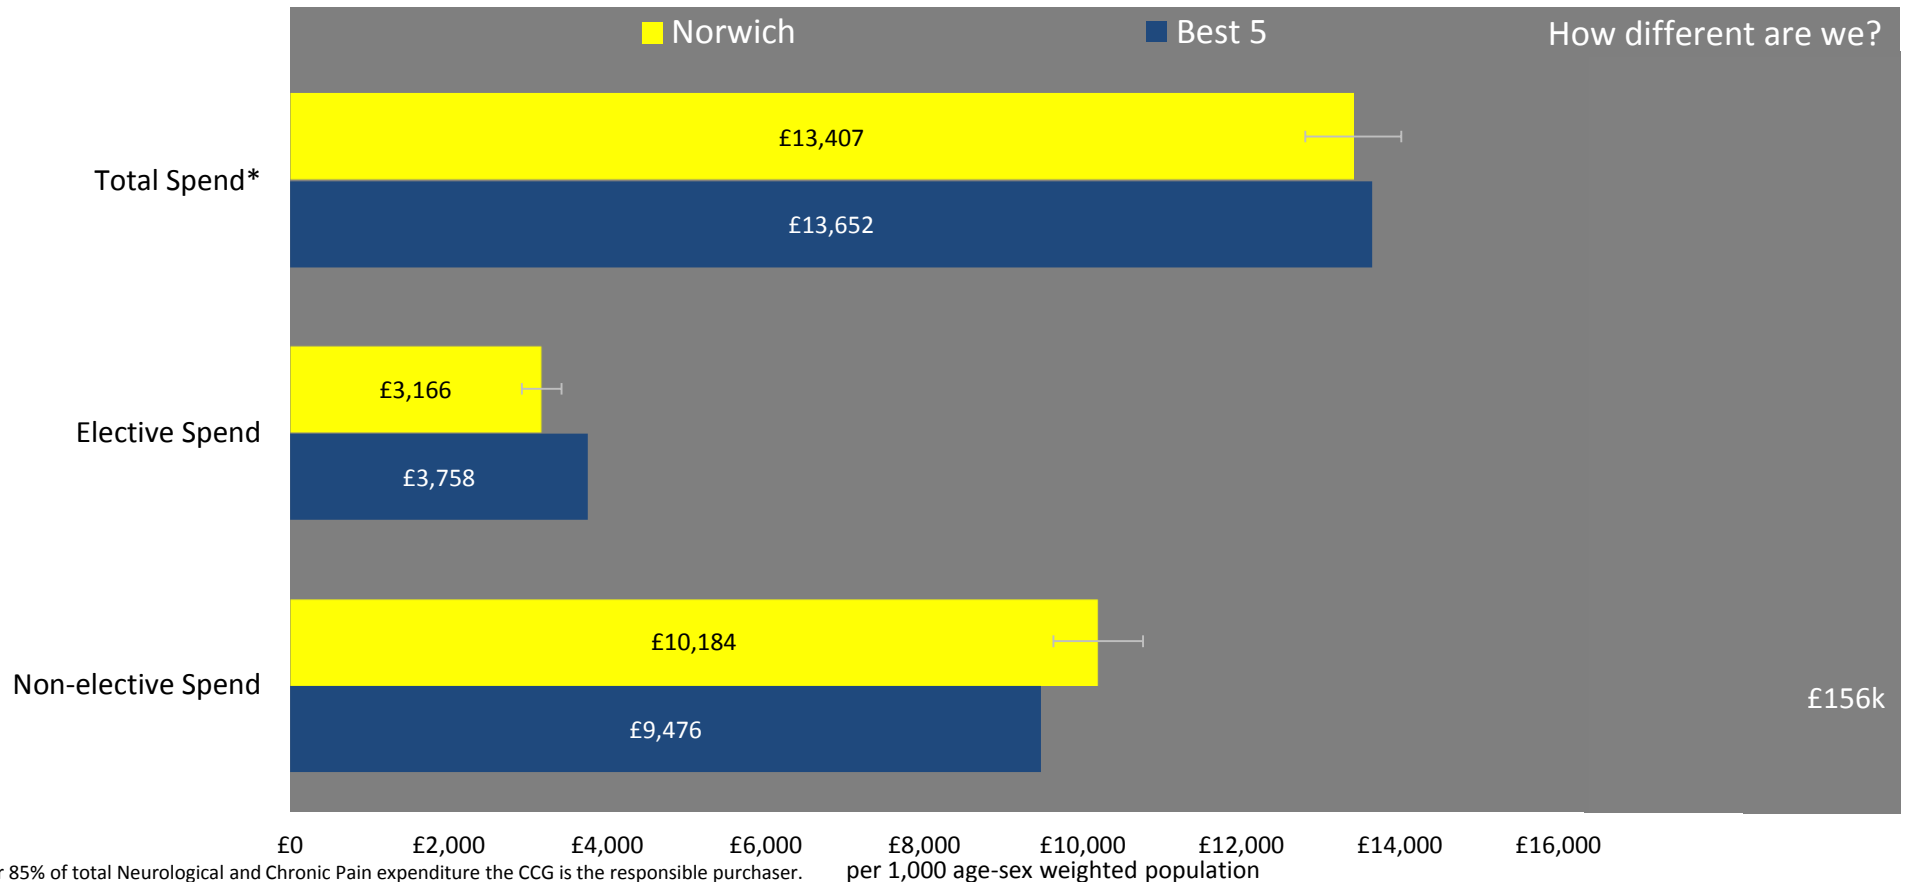 Norwich
Best 5
How different are we?
Total Spend*
£13,407
£13,652
Elective Spend
£3,166
£3,758
Non-elective Spend
£10,184
£9,476
£156k
£0 £2,000 £4,000 £6,000 £8,000 £10,000 £12,000 £14,000 £16,000
85% of total Neurological and Chronic Pain expenditure the CCG is the responsible purchaser.
per 1,000 age-sex weighted population